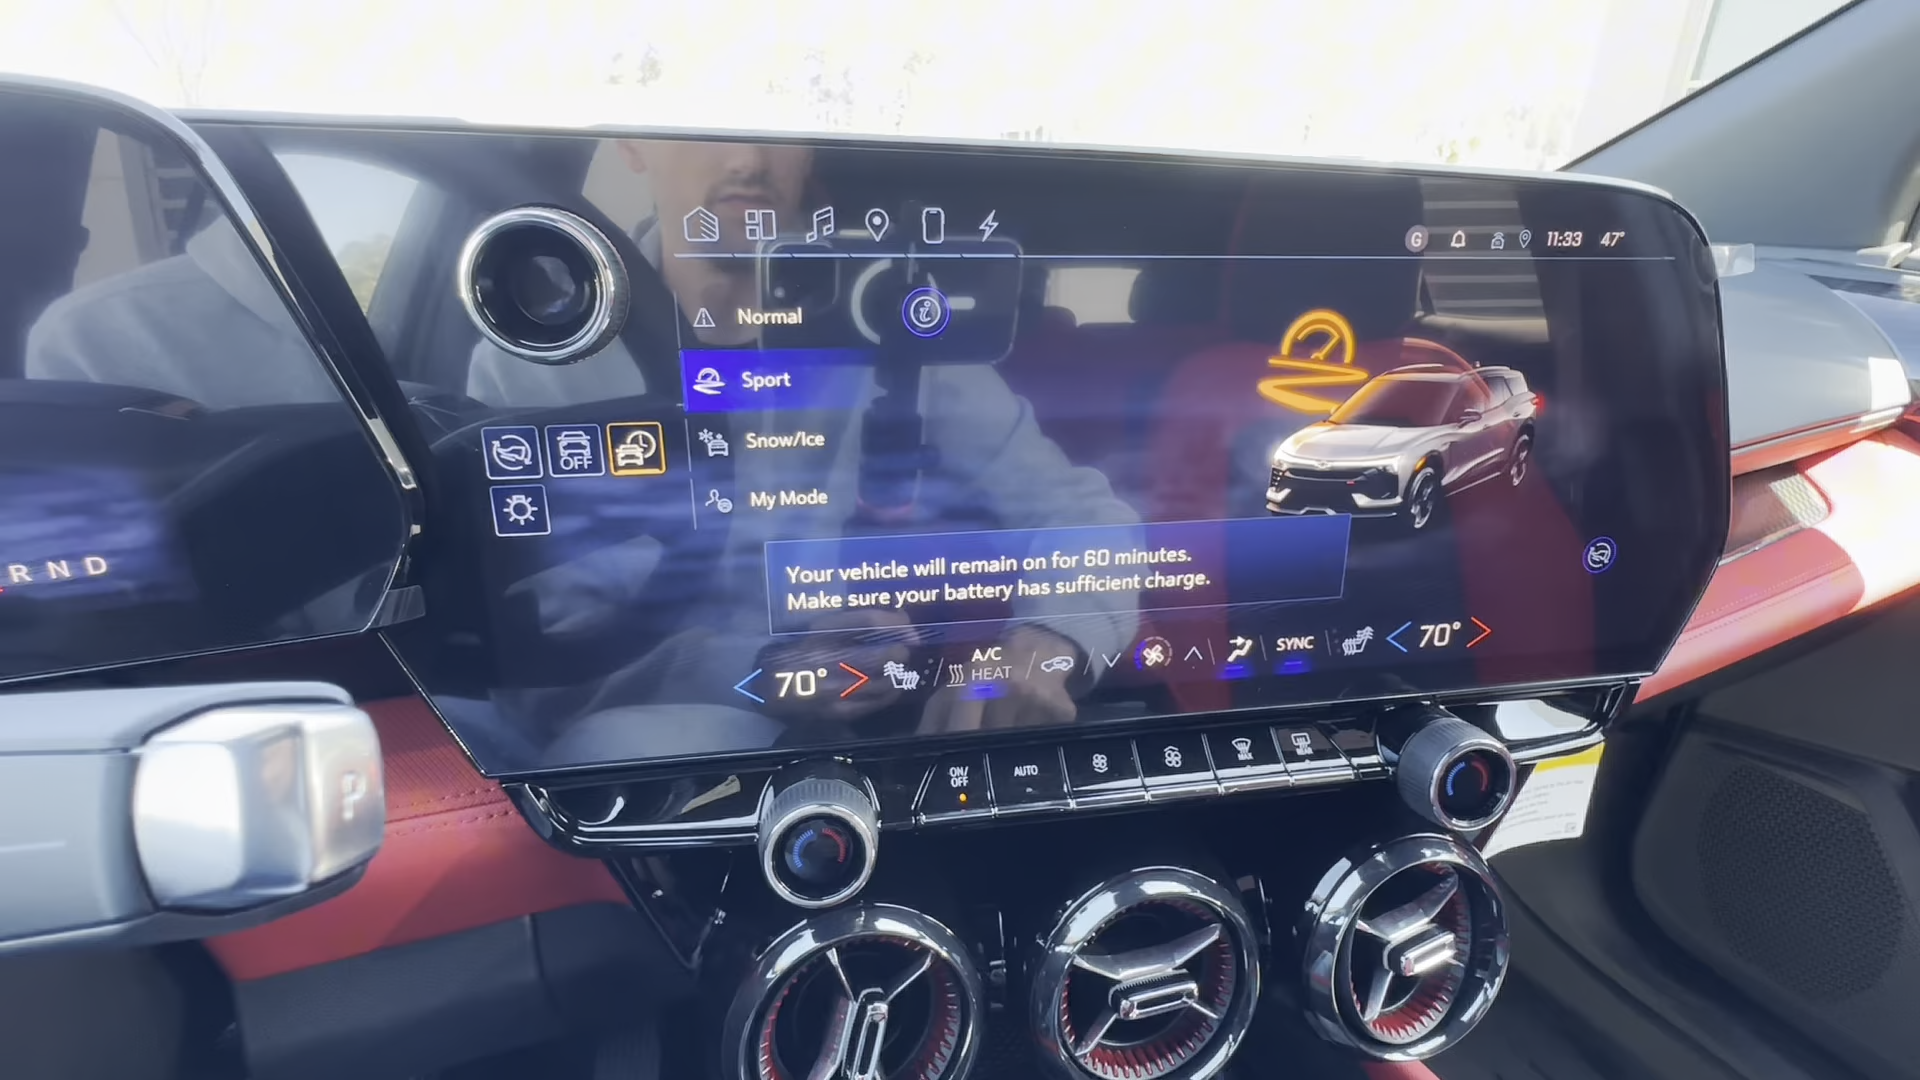 G 11:33 47°
Normal
Sport
OFF
Snow/Ice
My Mode
Your vehicle will remain on for 60 minutes.
Make sure your battery has sufficient charge.
R N D
70°
A/C
HEAT
SYNC
70°
ON/
OFF
AUTO
MAX
REAR
P